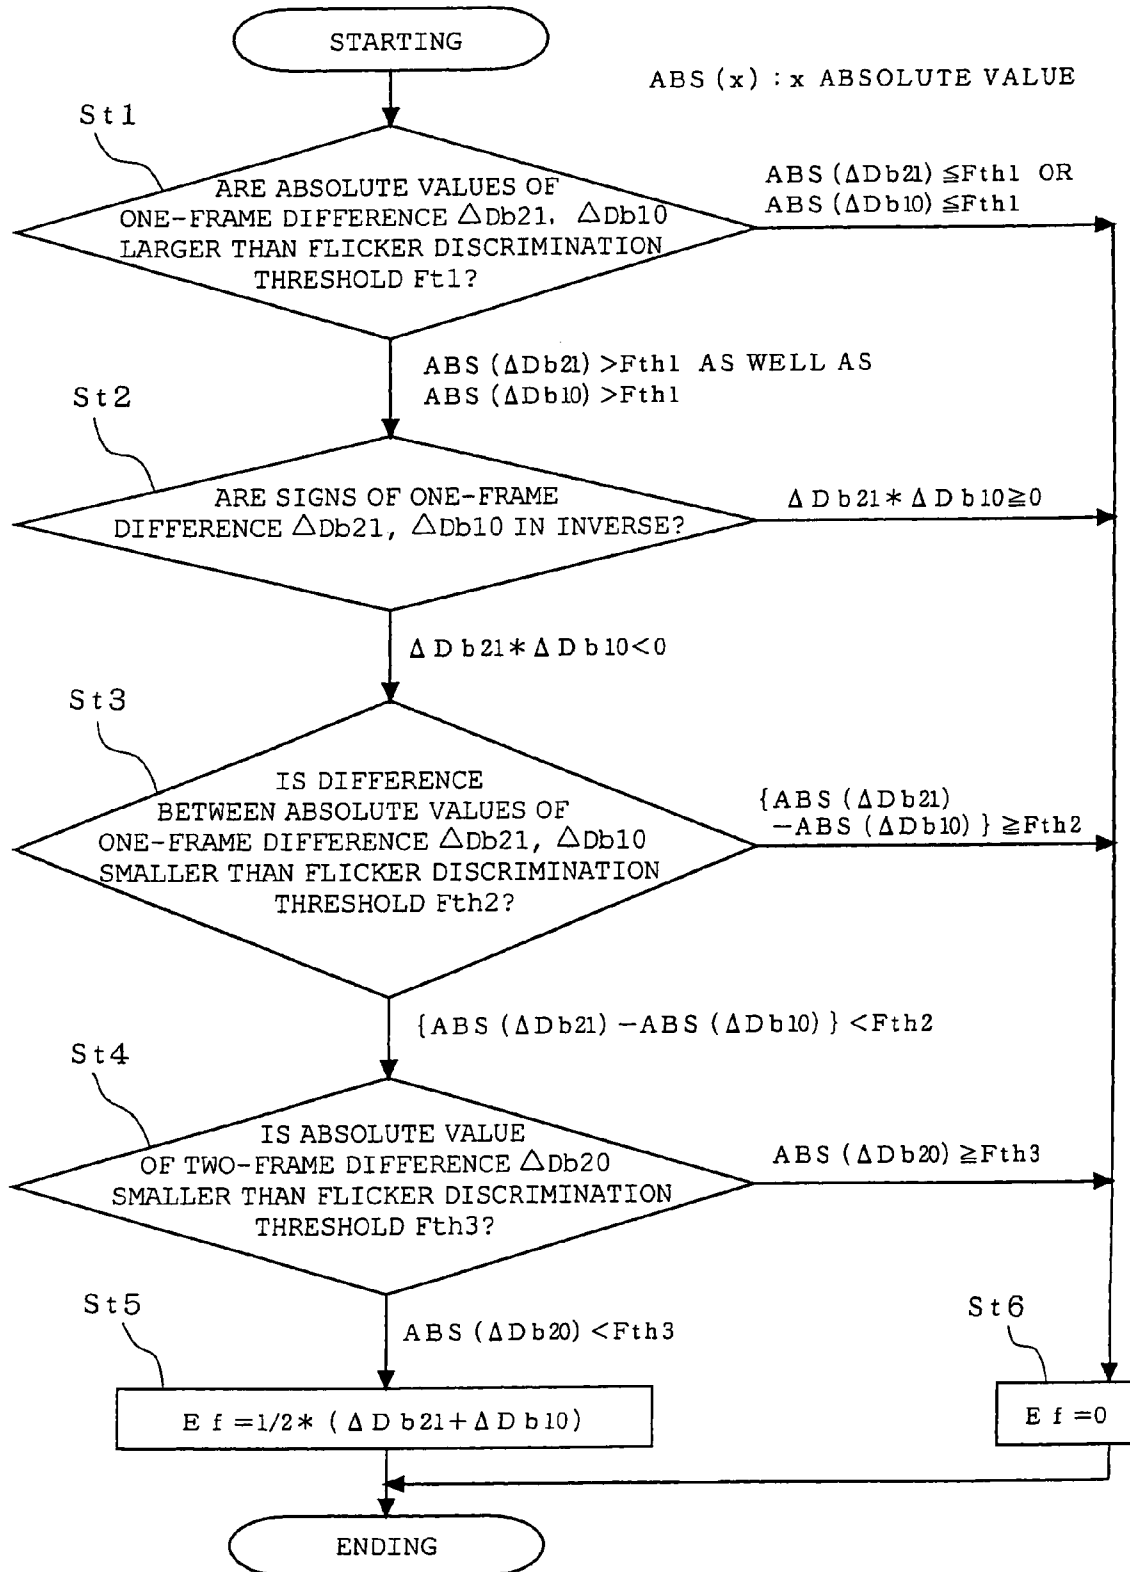 STARTING
ABS (x) : x ABSOLUTE VALUE
St1
ARE ABSOLUTE VALUES OF
ONE-FRAME DIFFERENCE △Db21, △Db10
LARGER THAN FLICKER DISCRIMINATION
THRESHOLD Ft1?
ABS (ΔDb21) ≦Fth1 OR
ABS (ΔDb10) ≦Fth1
ABS (ΔDb21) >Fth1 AS WELL AS
ABS (ΔDb10) >Fth1
St2
ARE SIGNS OF ONE-FRAME
DIFFERENCE △Db21, △Db10 IN INVERSE?
ΔDb21*ΔDb10≧0
ΔDb21*ΔDb10<0
St3
IS DIFFERENCE
BETWEEN ABSOLUTE VALUES OF
ONE-FRAME DIFFERENCE △Db21, △Db10
SMALLER THAN FLICKER DISCRIMINATION
THRESHOLD Fth2?
{ABS (ΔDb21)
−ABS (ΔDb10) } ≧Fth2
{ABS (ΔDb21) −ABS (ΔDb10) } <Fth2
St4
IS ABSOLUTE VALUE
OF TWO-FRAME DIFFERENCE △Db20
SMALLER THAN FLICKER DISCRIMINATION
THRESHOLD Fth3?
ABS (ΔDb20) ≧Fth3
ABS (ΔDb20) <Fth3
St5
Ef=1/2* (ΔDb21+ΔDb10)
St6
Ef=0
ENDING